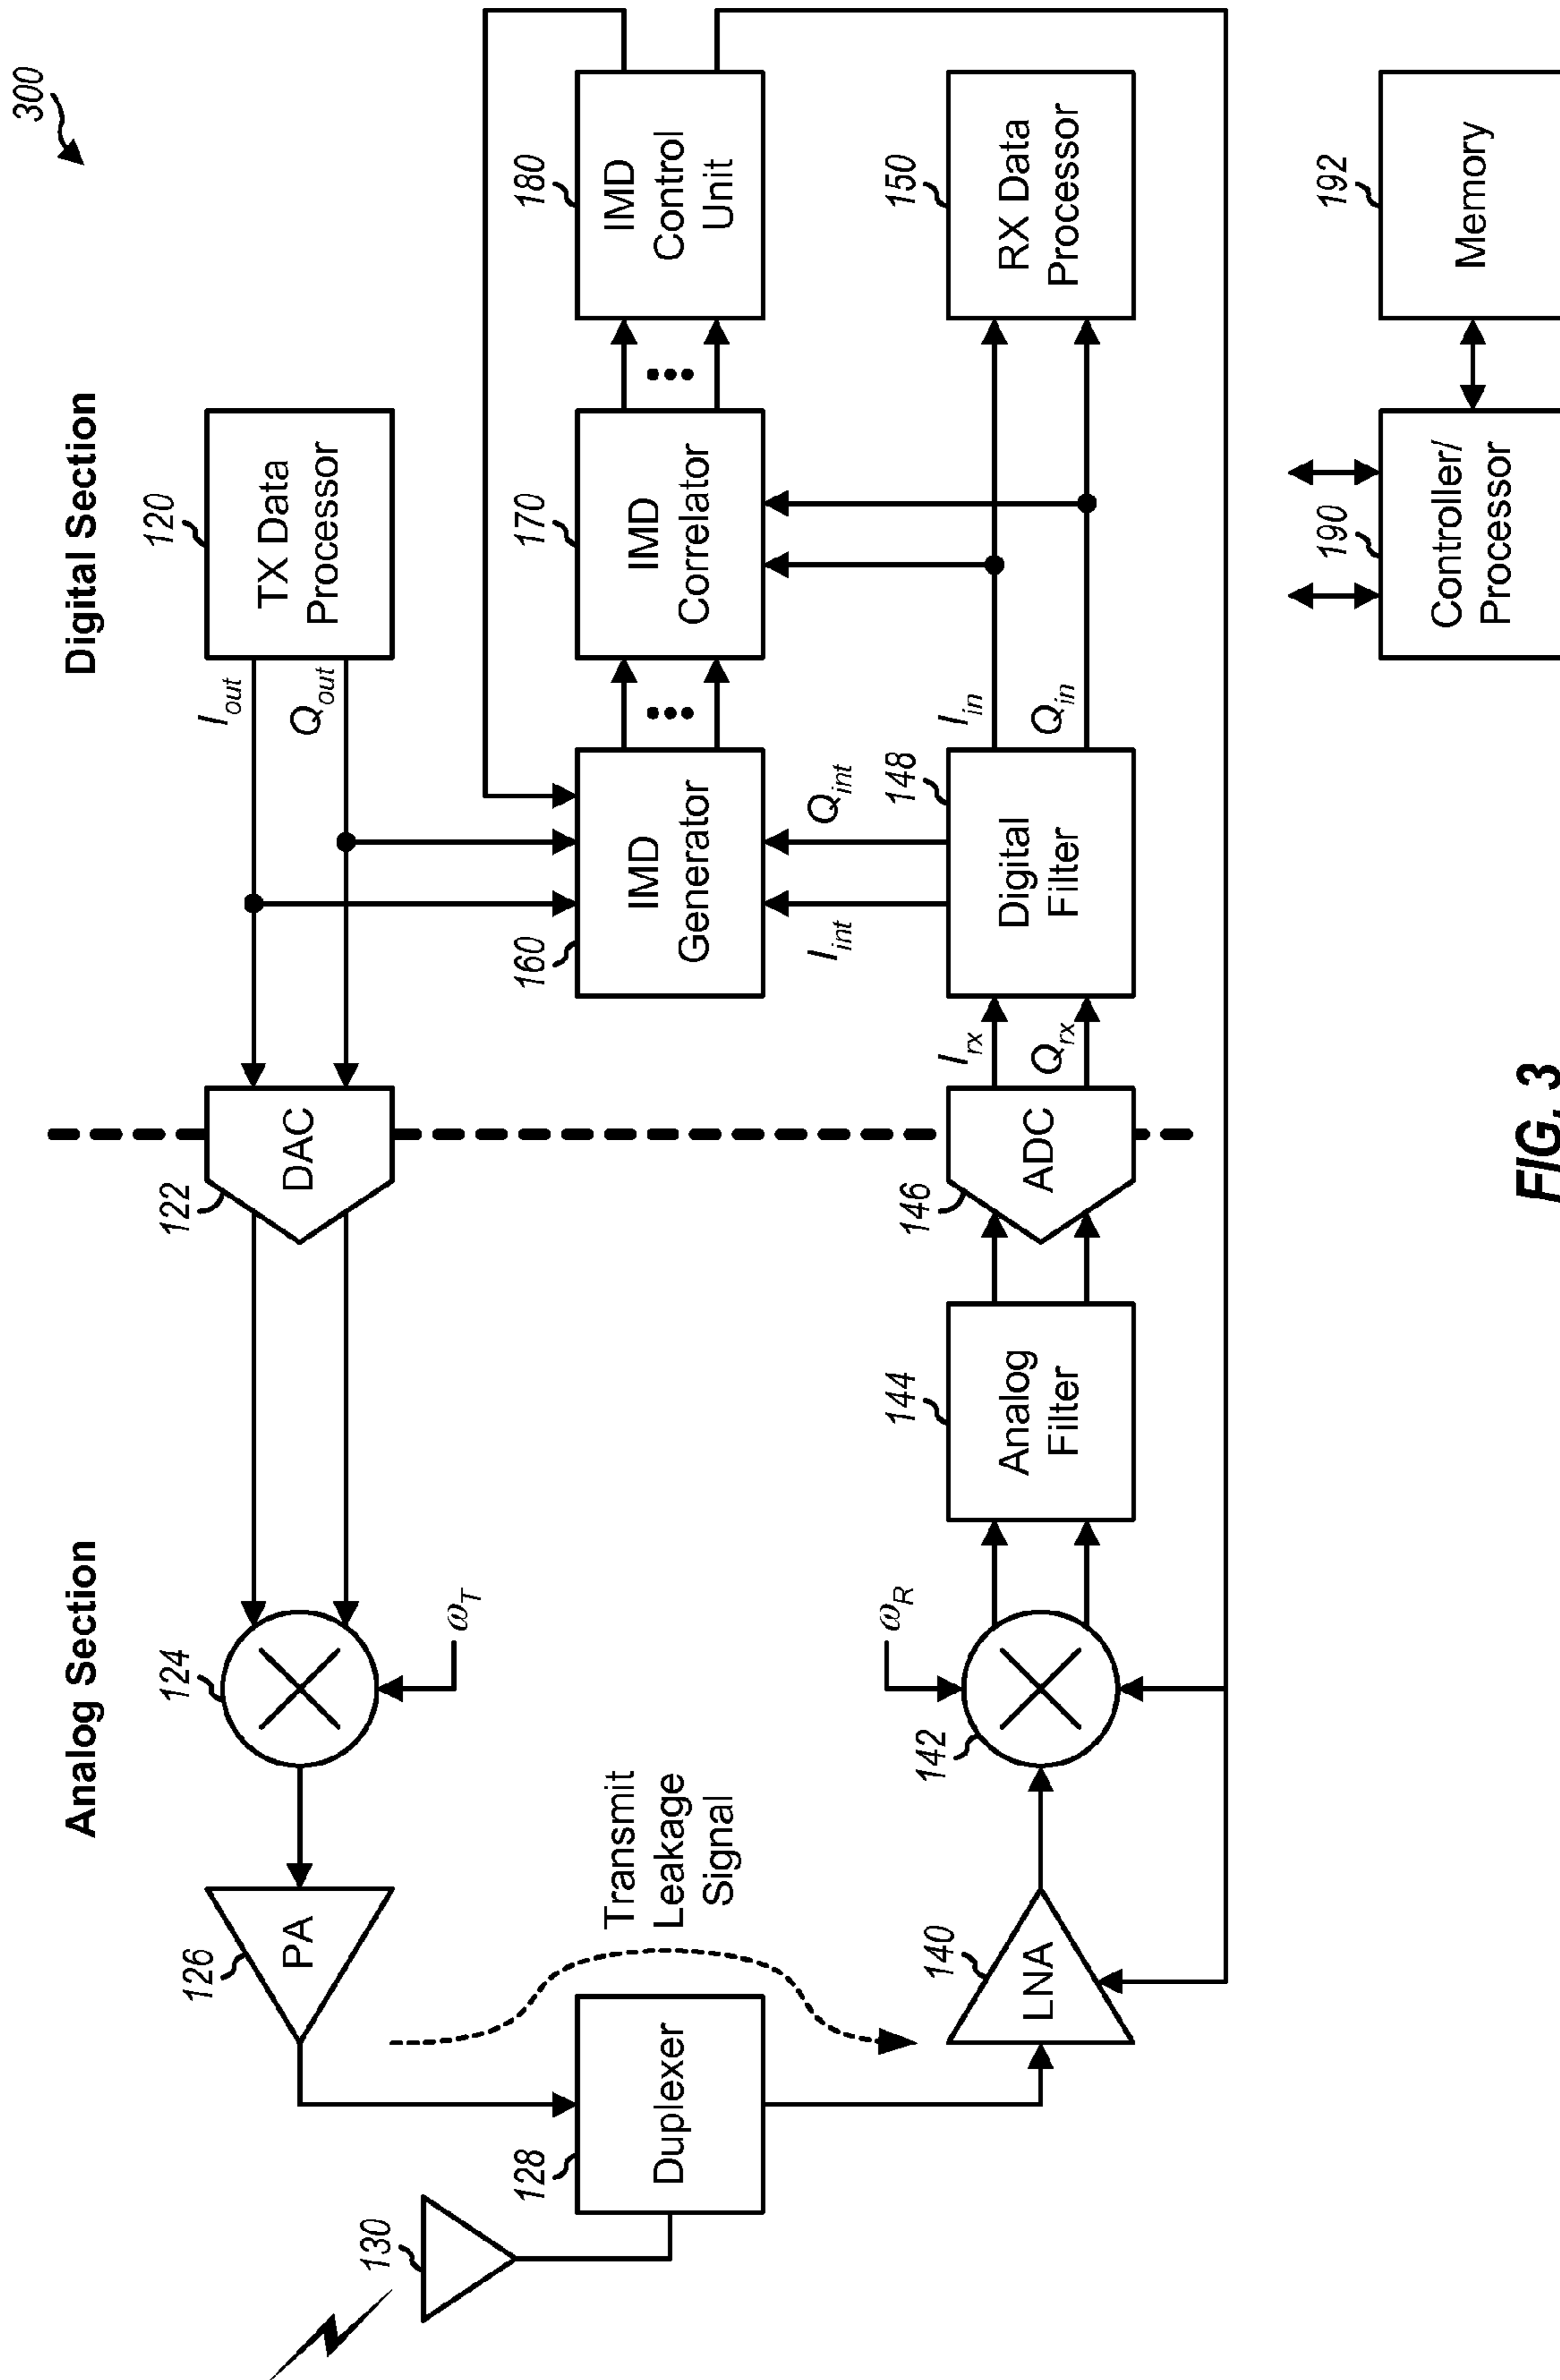 300
Analog Section
Digital Section
130
126
PA
124
ω_T
122
DAC
I_out
Q_out
120
TX Data
Processor
128
Duplexer
Transmit
Leakage
Signal
160
IMD
Generator
170
IMD
Correlator
180
IMD
Control
Unit
I_int
Q_int
140
LNA
142
ω_R
144
Analog
Filter
146
ADC
I_rx
Q_rx
148
Digital
Filter
I_in
Q_in
150
RX Data
Processor
190
Controller/
Processor
192
Memory
FIG. 3